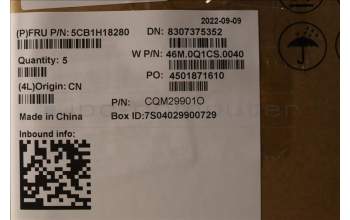 2022-09-09
(P)FRU P/N: 5CB1H18280 DN: 8307375352
W P/N: 46M.0Q1CS.0040
Quantity: 5
PO: 4501871610
(4L)Origin: CN
P/N: CQM29901O
Made in China Box ID:7S04029900729
Inbound info: